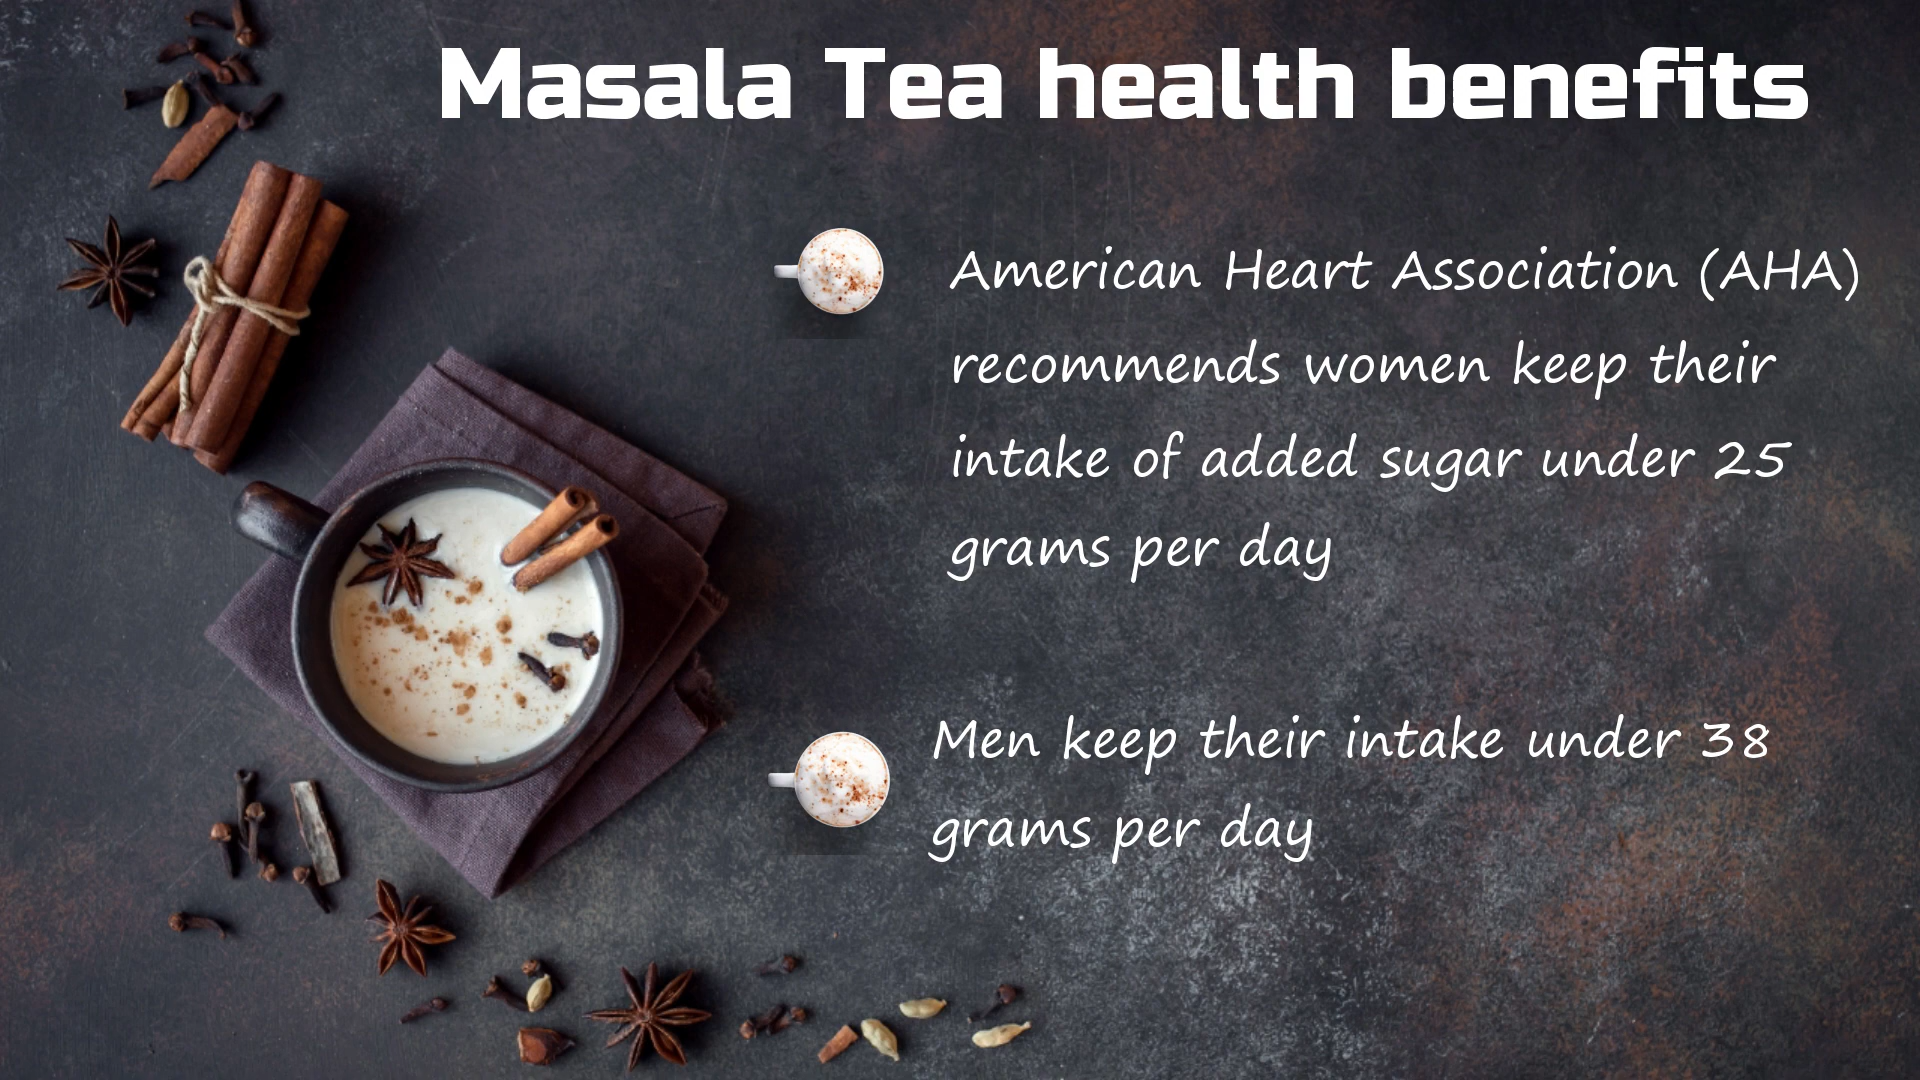 Masala Tea health benefits
American Heart Association (AHA)
recommends women keep their
intake of added sugar under 25
grams per day
Men keep their intake under 38
grams per day